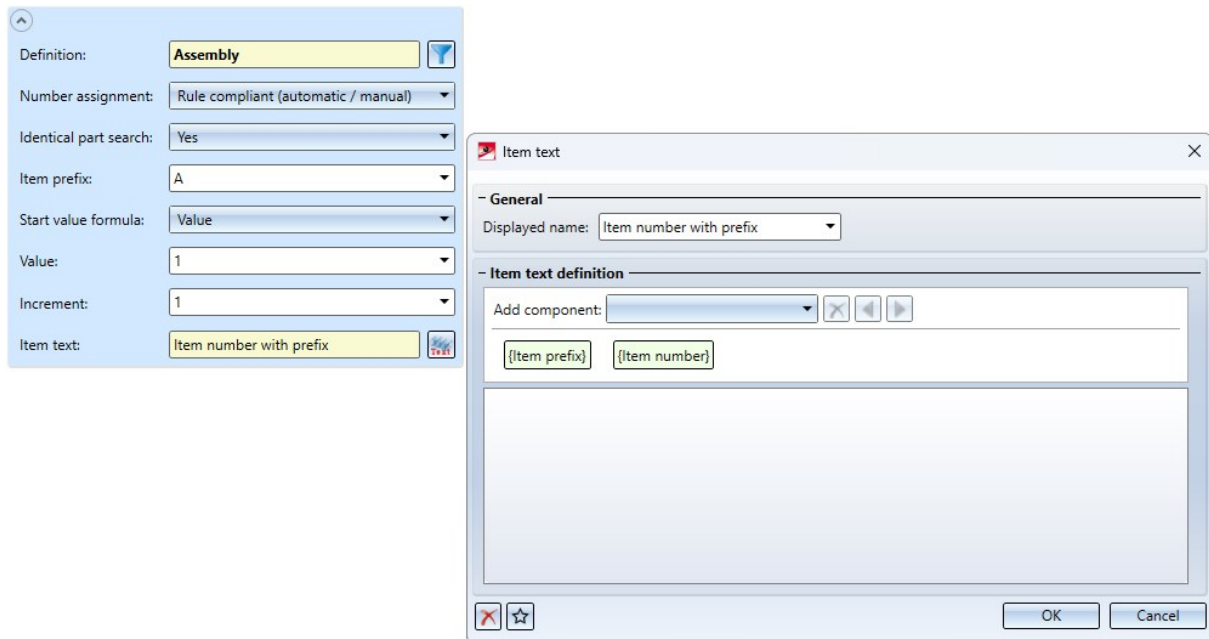 Definition: Assembly
Number assignment: Rule compliant (automatic / manual)
Identical part search: Yes
Item prefix: A
Start value formula: Value
Value: 1
Increment: 1
Item text: Item number with prefix
Text
Item text
General
Displayed name: Item number with prefix
Item text definition
Add component:
{Item prefix} {Item number}
OK Cancel